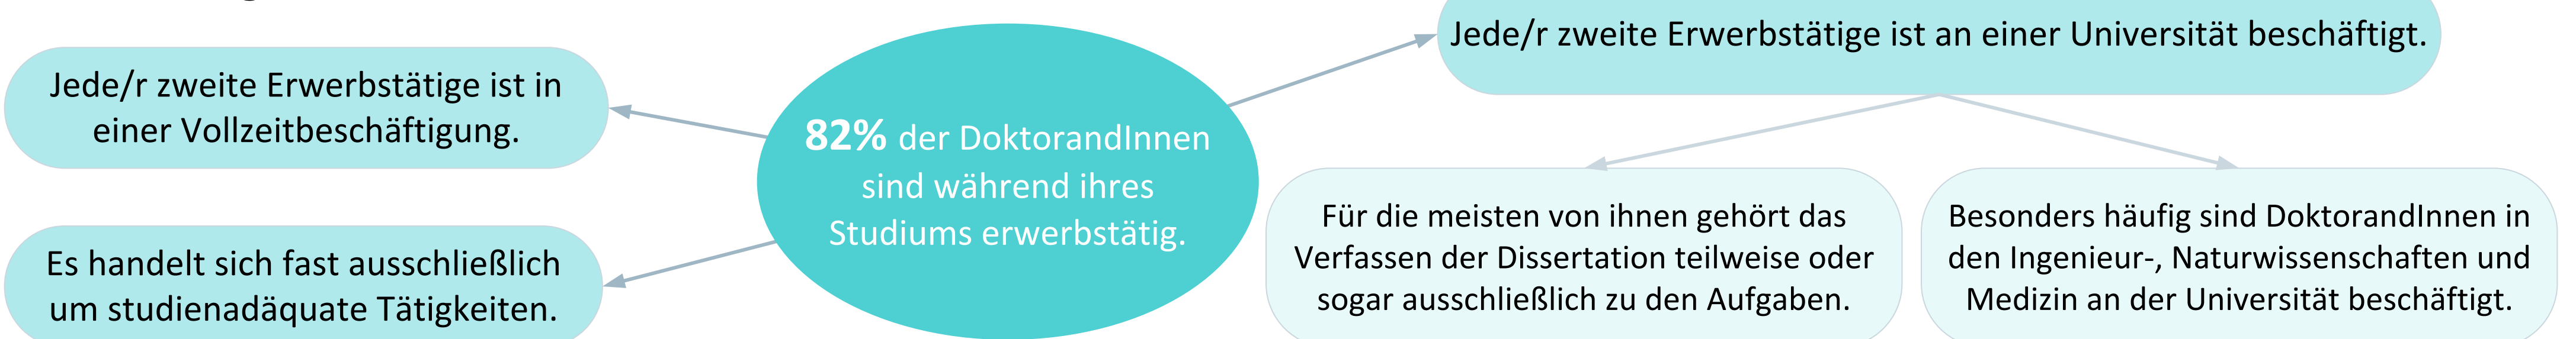 Jede/r zweite Erwerbstätige ist in
einer Vollzeitbeschäftigung.
Es handelt sich fast ausschließlich
um studienadäquate Tätigkeiten.
82% der DoktorandInnen
sind während ihres
Studiums erwerbstätig.
Jede/r zweite Erwerbstätige ist an einer Universität beschäftigt.
Für die meisten von ihnen gehört das
Verfassen der Dissertation teilweise oder
sogar ausschließlich zu den Aufgaben.
Besonders häufig sind DoktorandInnen in
den Ingenieur-, Naturwissenschaften und
Medizin an der Universität beschäftigt.